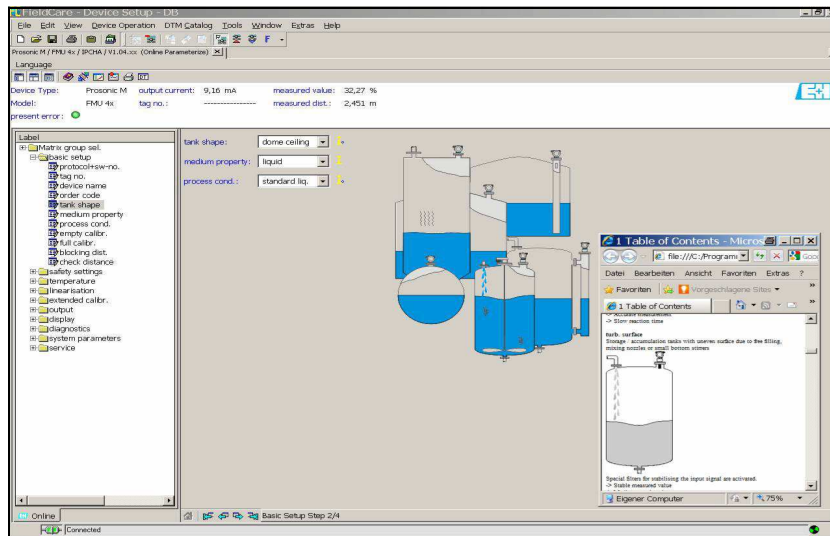 FieldCare - Device Setup - DB
File Edit View Device Operation DTM Catalog Tools Window Extras Help
Prosonic M / FMU 4x / IPCHA / V1.04.xx (Online Parameterize)
Language
Device Type: Prosonic M output current: 9,16 mA measured value: 32,27 %
Model: FMU 4x tag no.: ---------------- measured dist.: 2,451 m
present error:
E+H
Label
Matrix group sel.
basic setup
protocol+sw-no.
tag no.
device name
order code
tank shape
medium property
process cond.
empty calibr.
full calibr.
blocking dist.
check distance
safety settings
temperature
linearisation
extended calibr.
output
display
diagnostics
system parameters
service
tank shape: dome ceiling
medium property: liquid
process cond.: standard liq.
1 Table of Contents - Micros
file:///C:/Programi
Goo
Datei Bearbeiten Ansicht Favoriten Extras ?
Favoriten Vorgeschlagene Sites
1 Table of Contents
-> Accurate measurement
-> Slow reaction time
turb. surface
Storage / accumulation tanks with uneven surface due to free filling,
mixing nozzles or small bottom stirrers
Special filters for stabilising the input signal are activated.
-> Stable measured value
Eigener Computer 75%
Online
Basic Setup Step 2/4
Connected